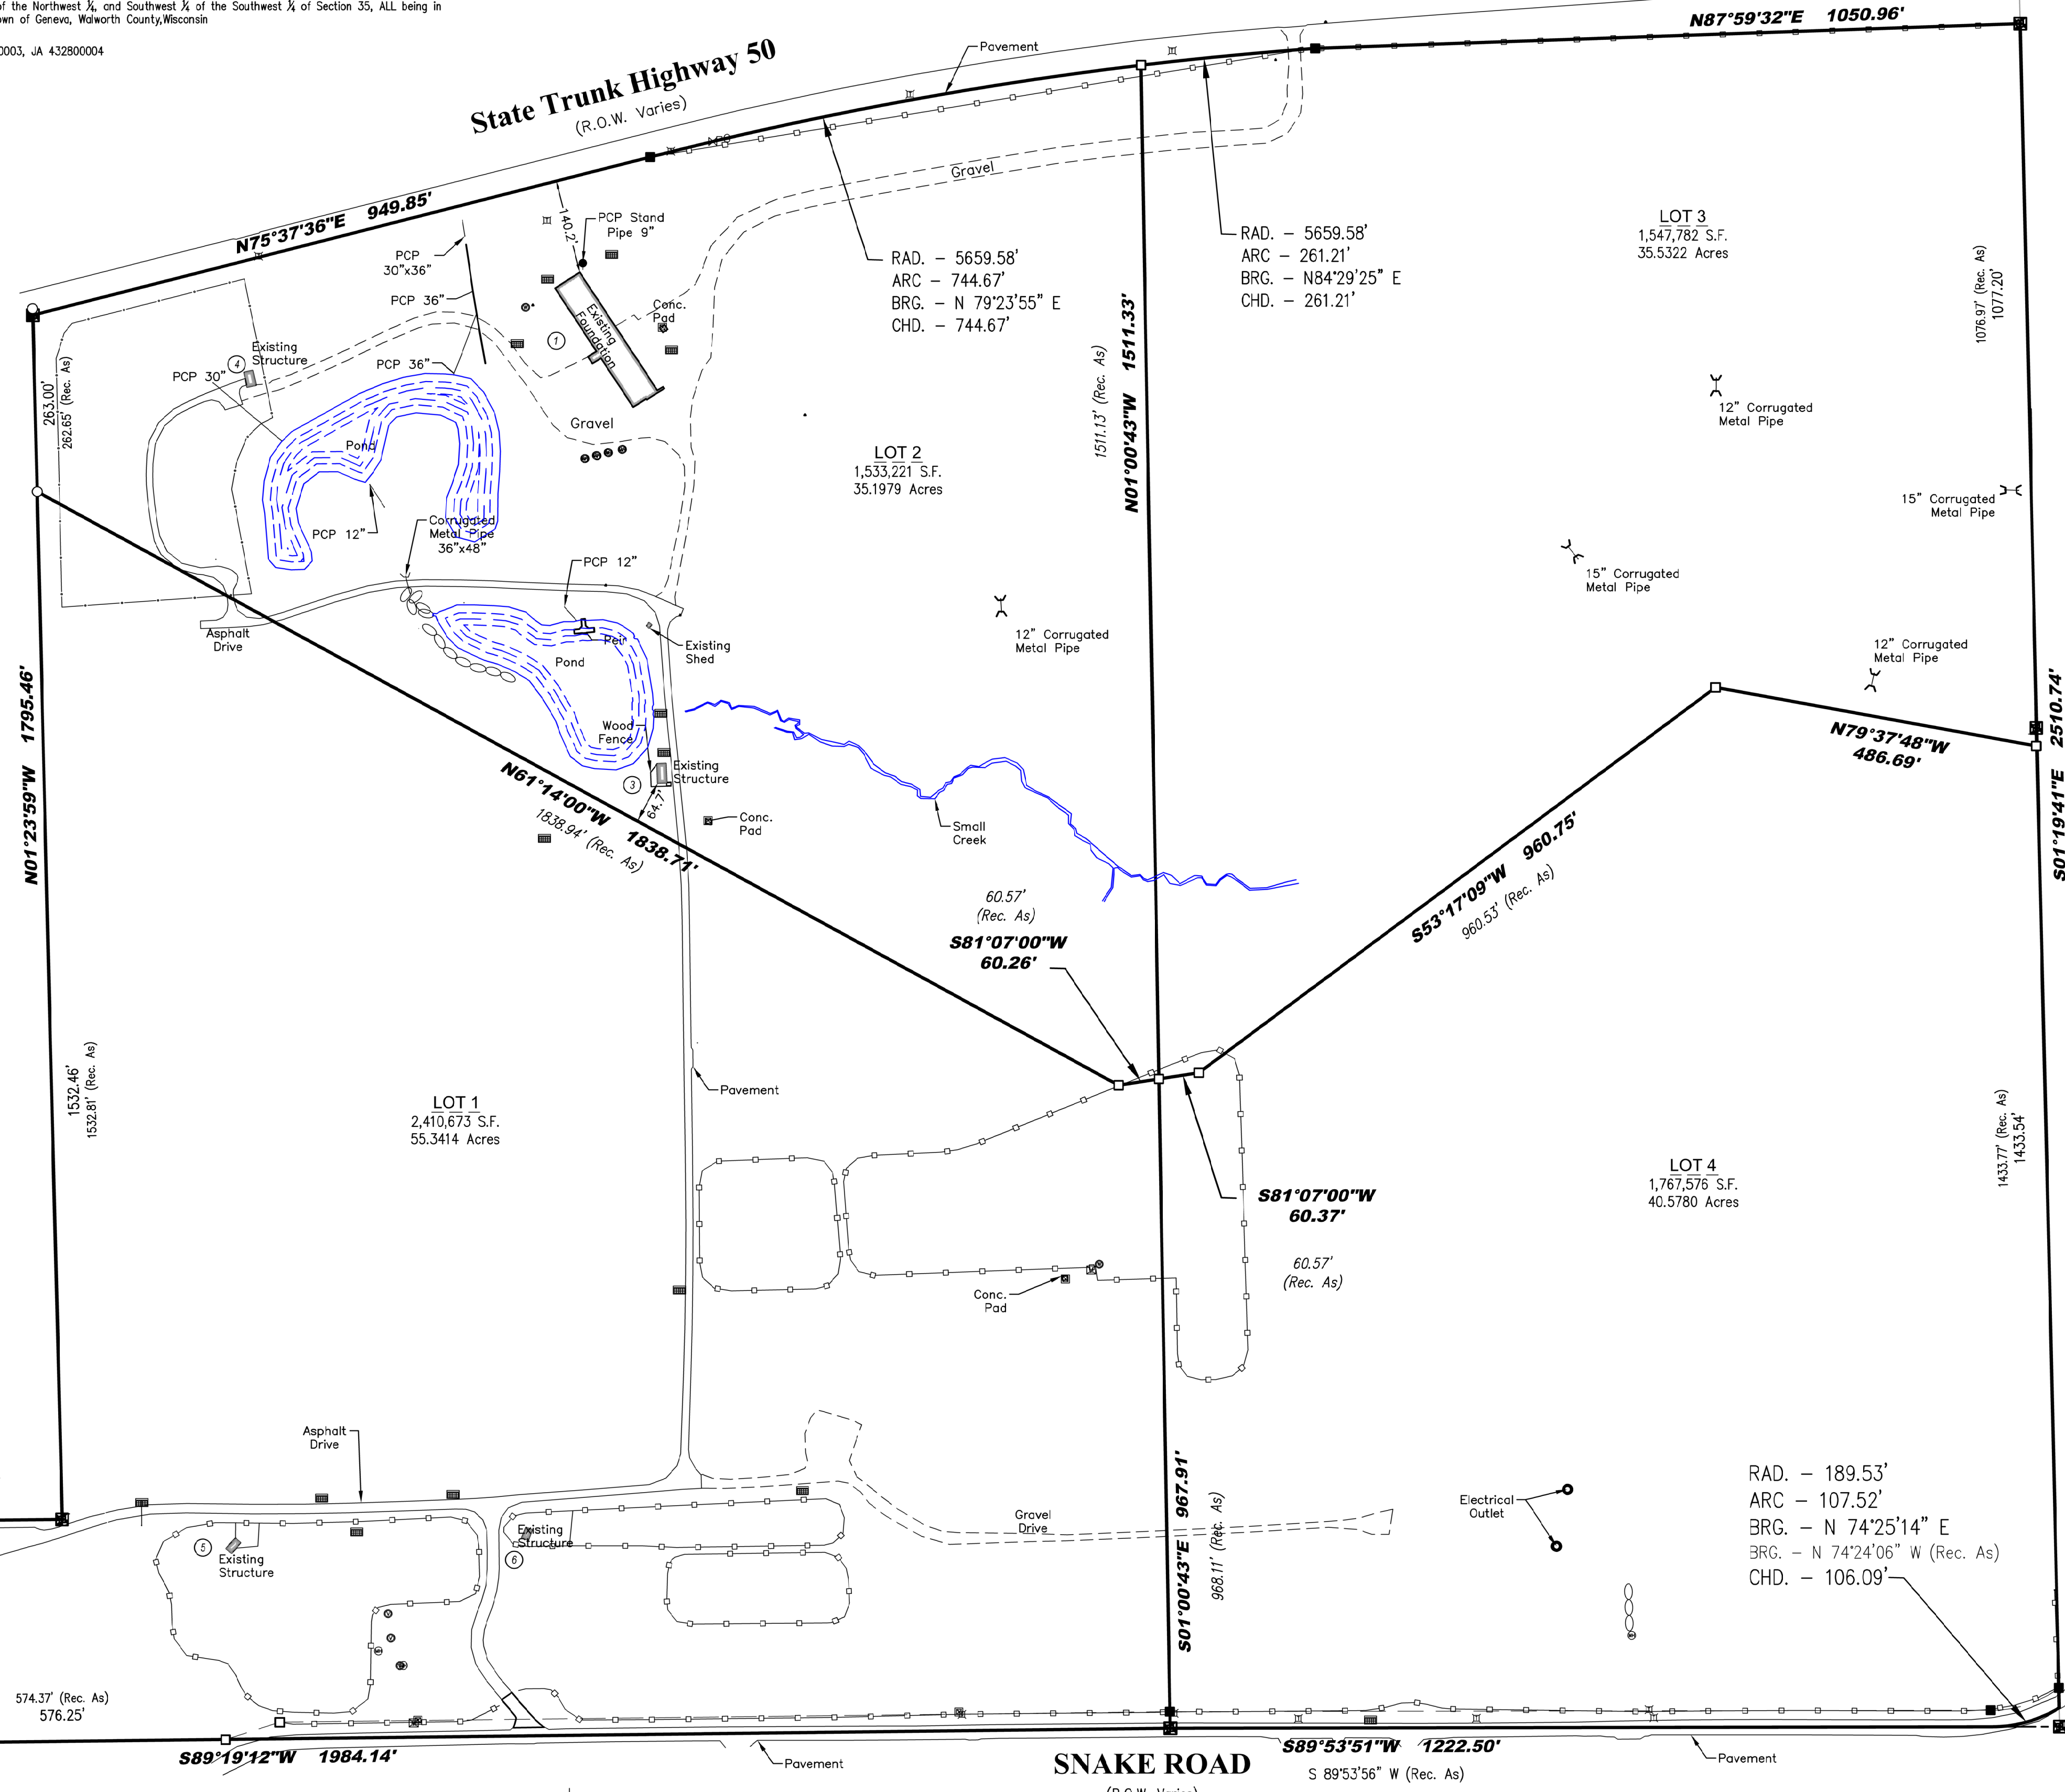 of the Northwest ¼, and Southwest ¼ of the Southwest ¼ of Section 35, ALL being in
own of Geneva, Walworth County,Wisconsin
0003, JA 432800004
State Trunk Highway 50
(R.O.W. Varies)
Pavement
N87°59'32"E 1050.96'
N75°37'36"E 949.85'
140.2'
PCP Stand
Pipe 9"
PCP
30"x36"
PCP 36"
Existing
Foundation
Conc.
Pad
1
Gravel
RAD. - 5659.58'
ARC - 744.67'
BRG. - N 79°23'55" E
CHD. - 744.67'
RAD. - 5659.58'
ARC - 261.21'
BRG. - N84°29'25" E
CHD. - 261.21'
LOT 3
1,547,782 S.F.
35.5322 Acres
1076.97' (Rec. As)
1077.20'
263.00'
262.65' (Rec. As)
4
Existing
Structure
PCP 30"
PCP 36"
Pond
PCP 12"
Gravel
LOT 2
1,533,221 S.F.
35.1979 Acres
1511.13' (Rec. As)
N01°00'43"W 1511.33'
12" Corrugated
Metal Pipe
15" Corrugated
Metal Pipe
15" Corrugated
Metal Pipe
12" Corrugated
Metal Pipe
12" Corrugated
Metal Pipe
Corrugated
Metal Pipe
36"x48"
PCP 12"
Asphalt
Drive
Peir
Pond
Existing
Shed
Wood
Fence
Existing
Structure
3
64.7'
Conc.
Pad
N01°23'59"W 1795.46'
N61°14'00"W 1838.71'
1838.94' (Rec. As)
Small
Creek
N79°37'48"W
486.69'
S01°19'41"E 2510.74'
S53°17'09"W 960.75'
960.53' (Rec. As)
60.57'
(Rec. As)
S81°07'00"W
60.26'
1532.46'
1532.81' (Rec. As)
LOT 1
2,410,673 S.F.
55.3414 Acres
Pavement
S81°07'00"W
60.37'
60.57'
(Rec. As)
LOT 4
1,767,576 S.F.
40.5780 Acres
1433.77' (Rec. As)
1433.54'
Conc.
Pad
Asphalt
Drive
5
Existing
Structure
Existing
Structure
6
Gravel
Drive
S01°00'43"E 967.91'
968.11' (Rec. As)
Electrical
Outlet
RAD. - 189.53'
ARC - 107.52'
BRG. - N 74°25'14" E
BRG. - N 74°24'06" W (Rec. As)
CHD. - 106.09'
574.37' (Rec. As)
576.25'
S89°19'12"W 1984.14'
Pavement
SNAKE ROAD
(R.O.W. Varies)
S89°53'51"W 1222.50'
S 89°53'56" W (Rec. As)
Pavement